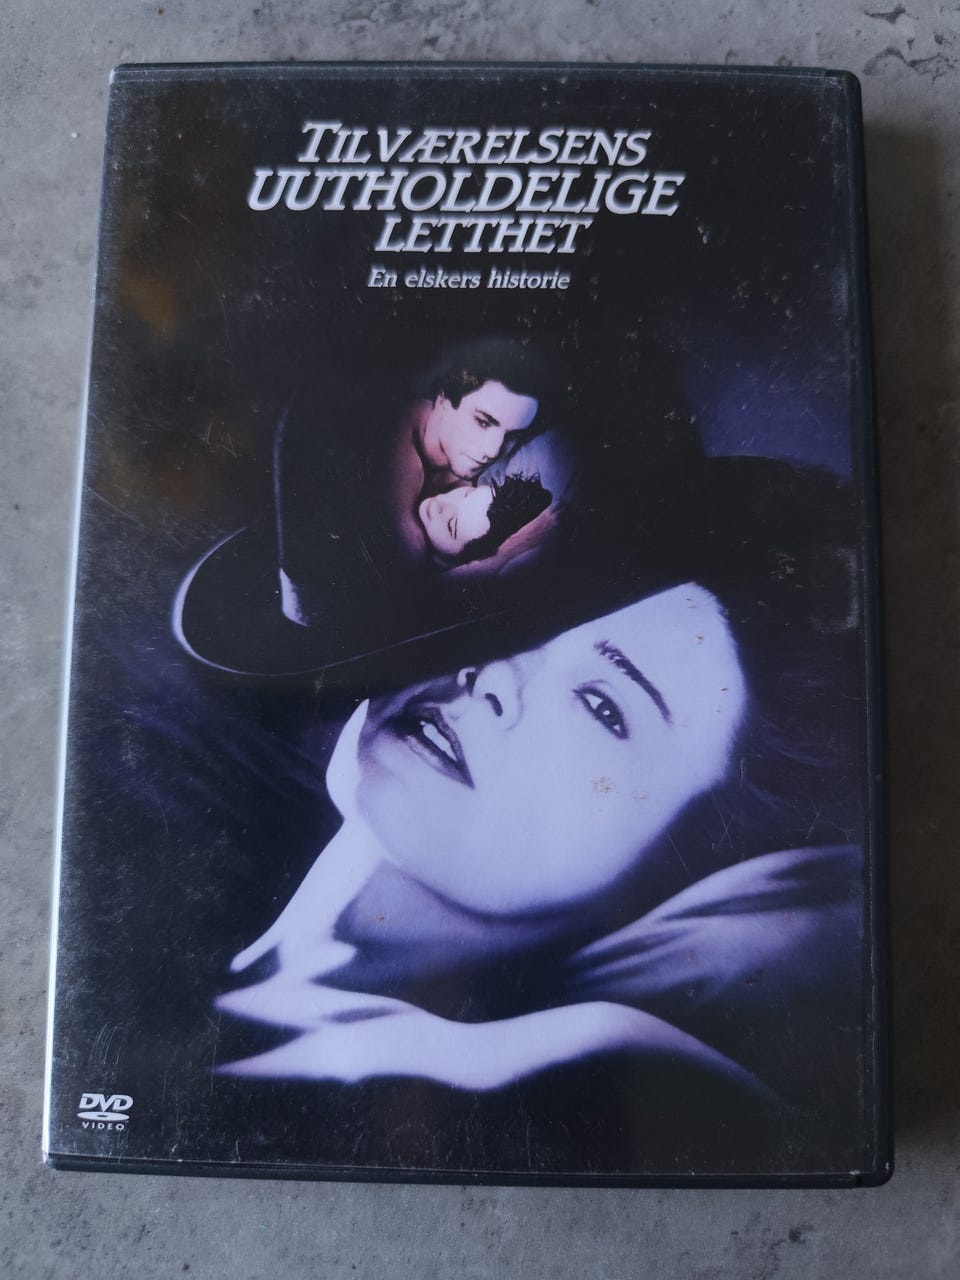 TILVÆRELSENS
UUTHOLDELIGE
LETTHET
En elskers historie
DVD
VIDEO